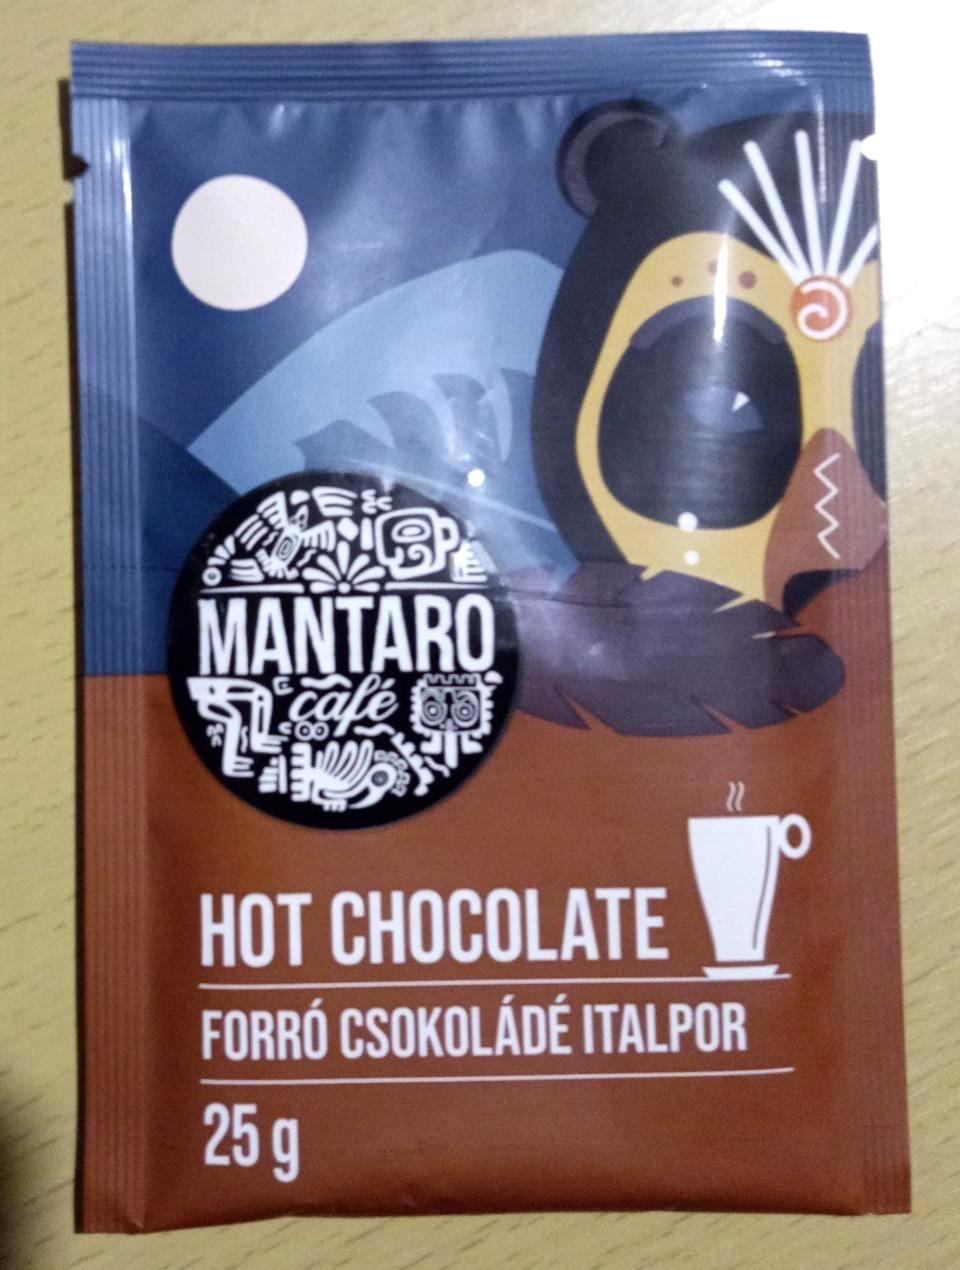 MANTARO
café
HOT CHOCOLATE
FORRÓ CSOKOLÁDÉ ITALPOR
25 g